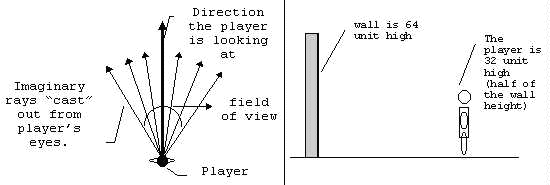 Direction
the player
is looking
at
Imaginary
rays “cast”
out from
player’s
eyes.
field
of view
Player
wall is 64
unit high
The
player is
32 unit
high
(half of
the wall
height)